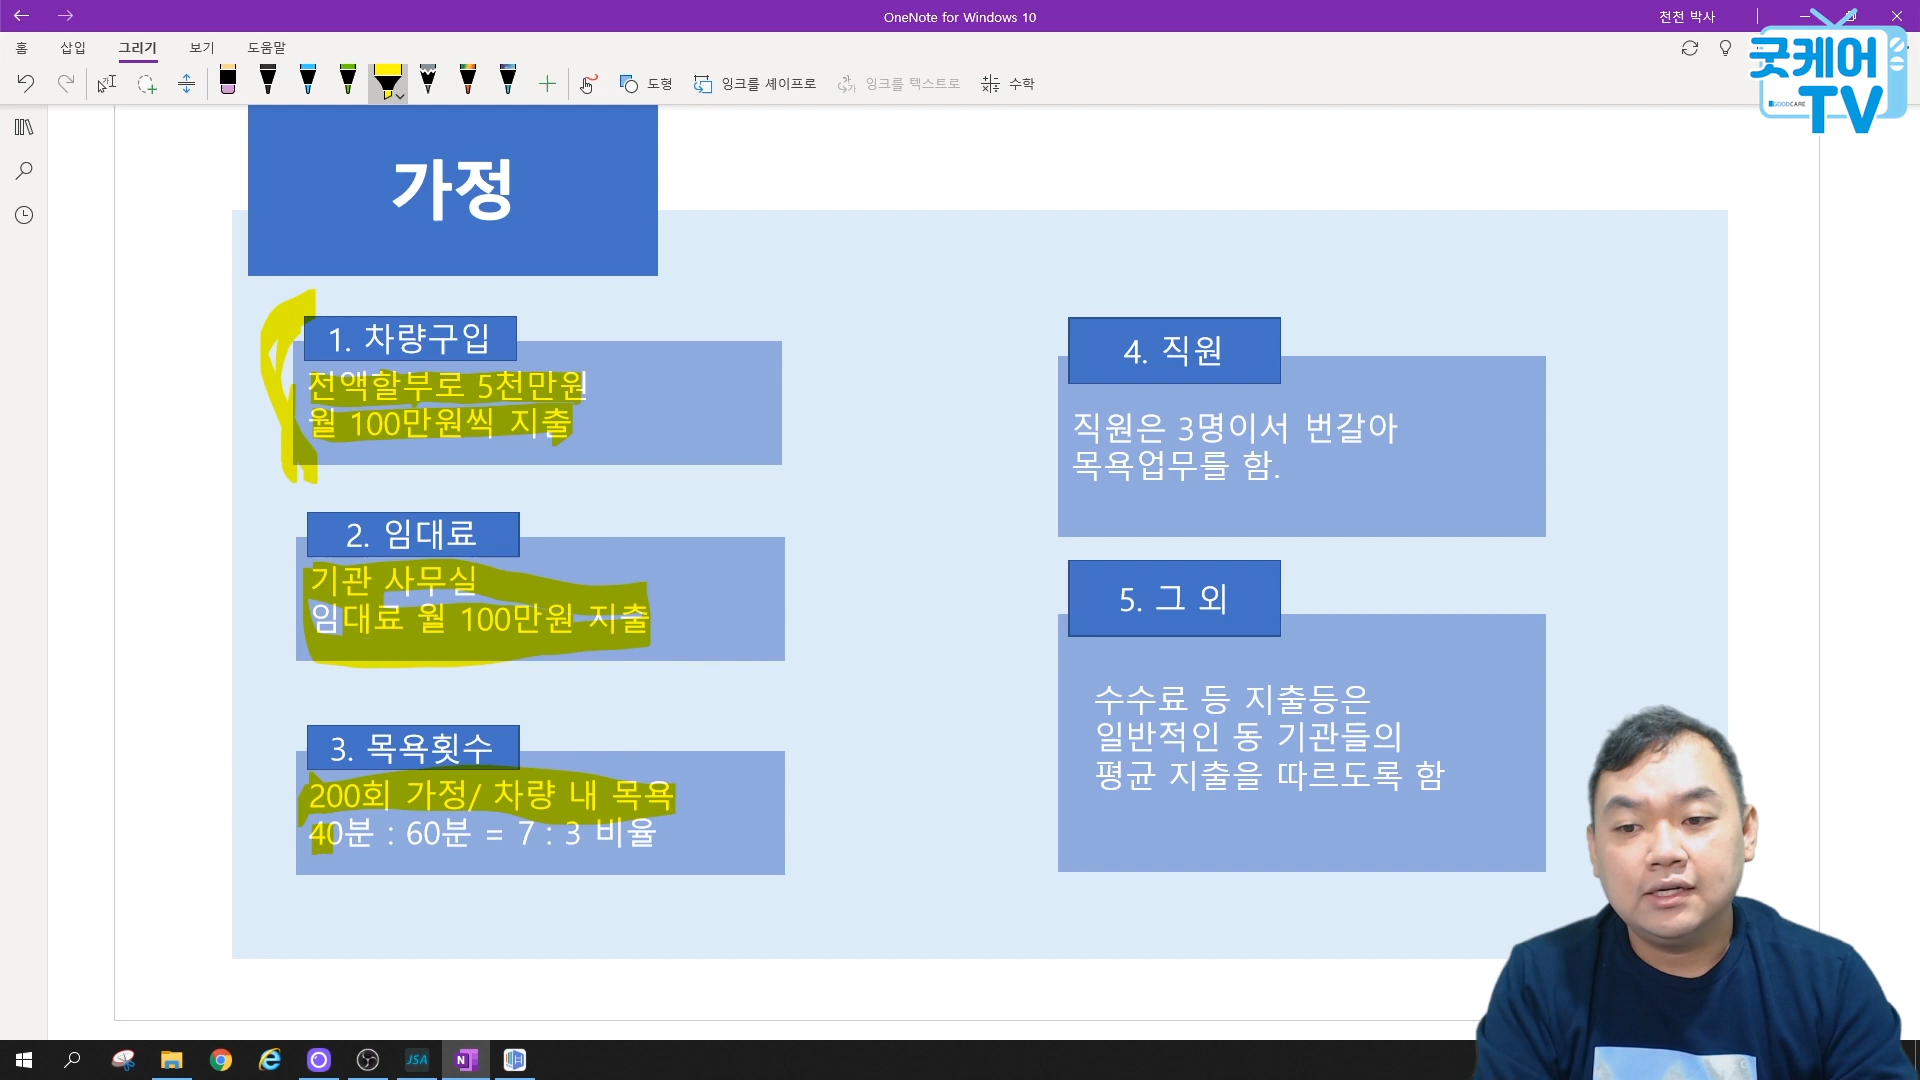 OneNote for Windows 10
천천 박사
홈 삽입 그리기 보기 도움말
도형 잉크를 셰이프로 잉크를 텍스트로 수학
굿케어
GOODCARE
TV
가정
1. 차량구입
전액할부로 5천만원
월 100만원씩 지출
2. 임대료
기관 사무실
임대료 월 100만원 지출
3. 목욕횟수
200회 가정/ 차량 내 목욕
40분 : 60분 = 7 : 3 비율
4. 직원
직원은 3명이서 번갈아
목욕업무를 함.
5. 그 외
수수료 등 지출등은
일반적인 동 기관들의
평균 지출을 따르도록 함
JSA
N